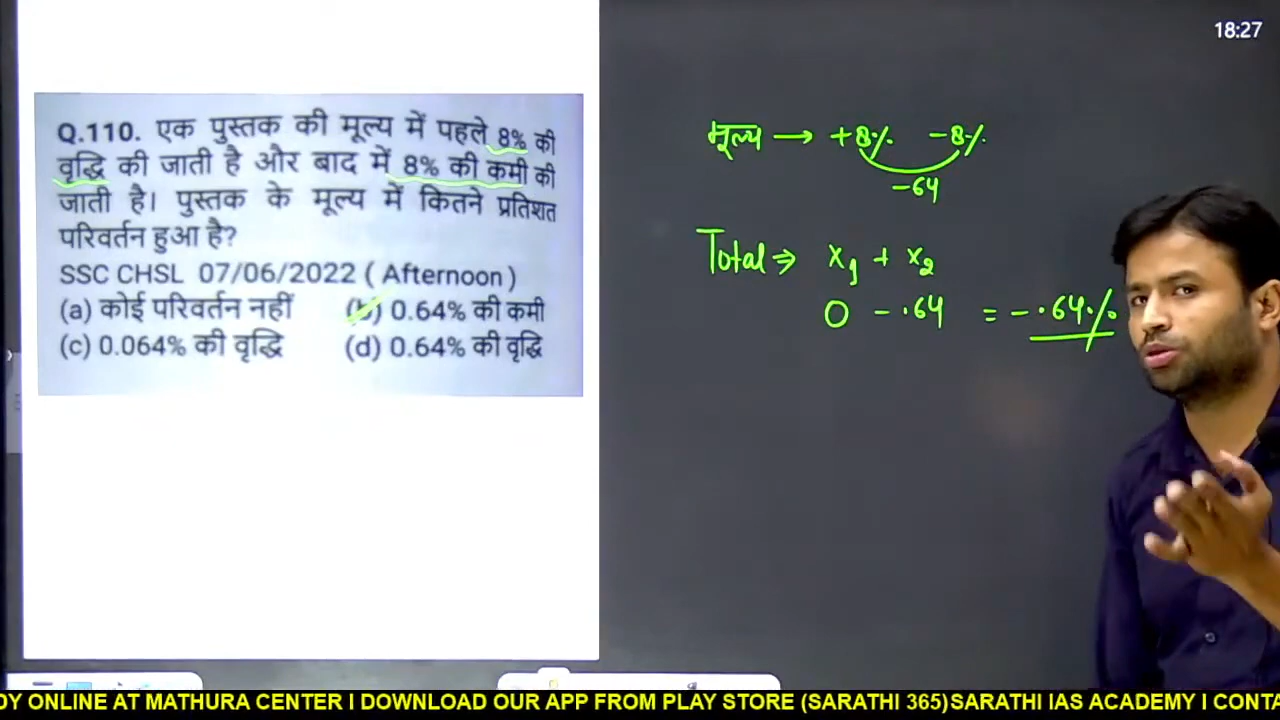 18:27
Q.110. एक पुस्तक की मूल्य में पहले 8% की
वृद्धि की जाती है और बाद में 8% की कमी की
जाती है। पुस्तक के मूल्य में कितने प्रतिशत
परिवर्तन हुआ है?
SSC CHSL 07/06/2022 ( Afternoon )
(a) कोई परिवर्तन नहीं (b) 0.64% की कमी
(c) 0.064% की वृद्धि (d) 0.64% की वृद्धि
मूल्य → +8% -8%
-64
Total ⇒ x1 + x2
0 - .64 = - .64%
DY ONLINE AT MATHURA CENTER I DOWNLOAD OUR APP FROM PLAY STORE (SARATHI 365)SARATHI IAS ACADEMY I CONTA